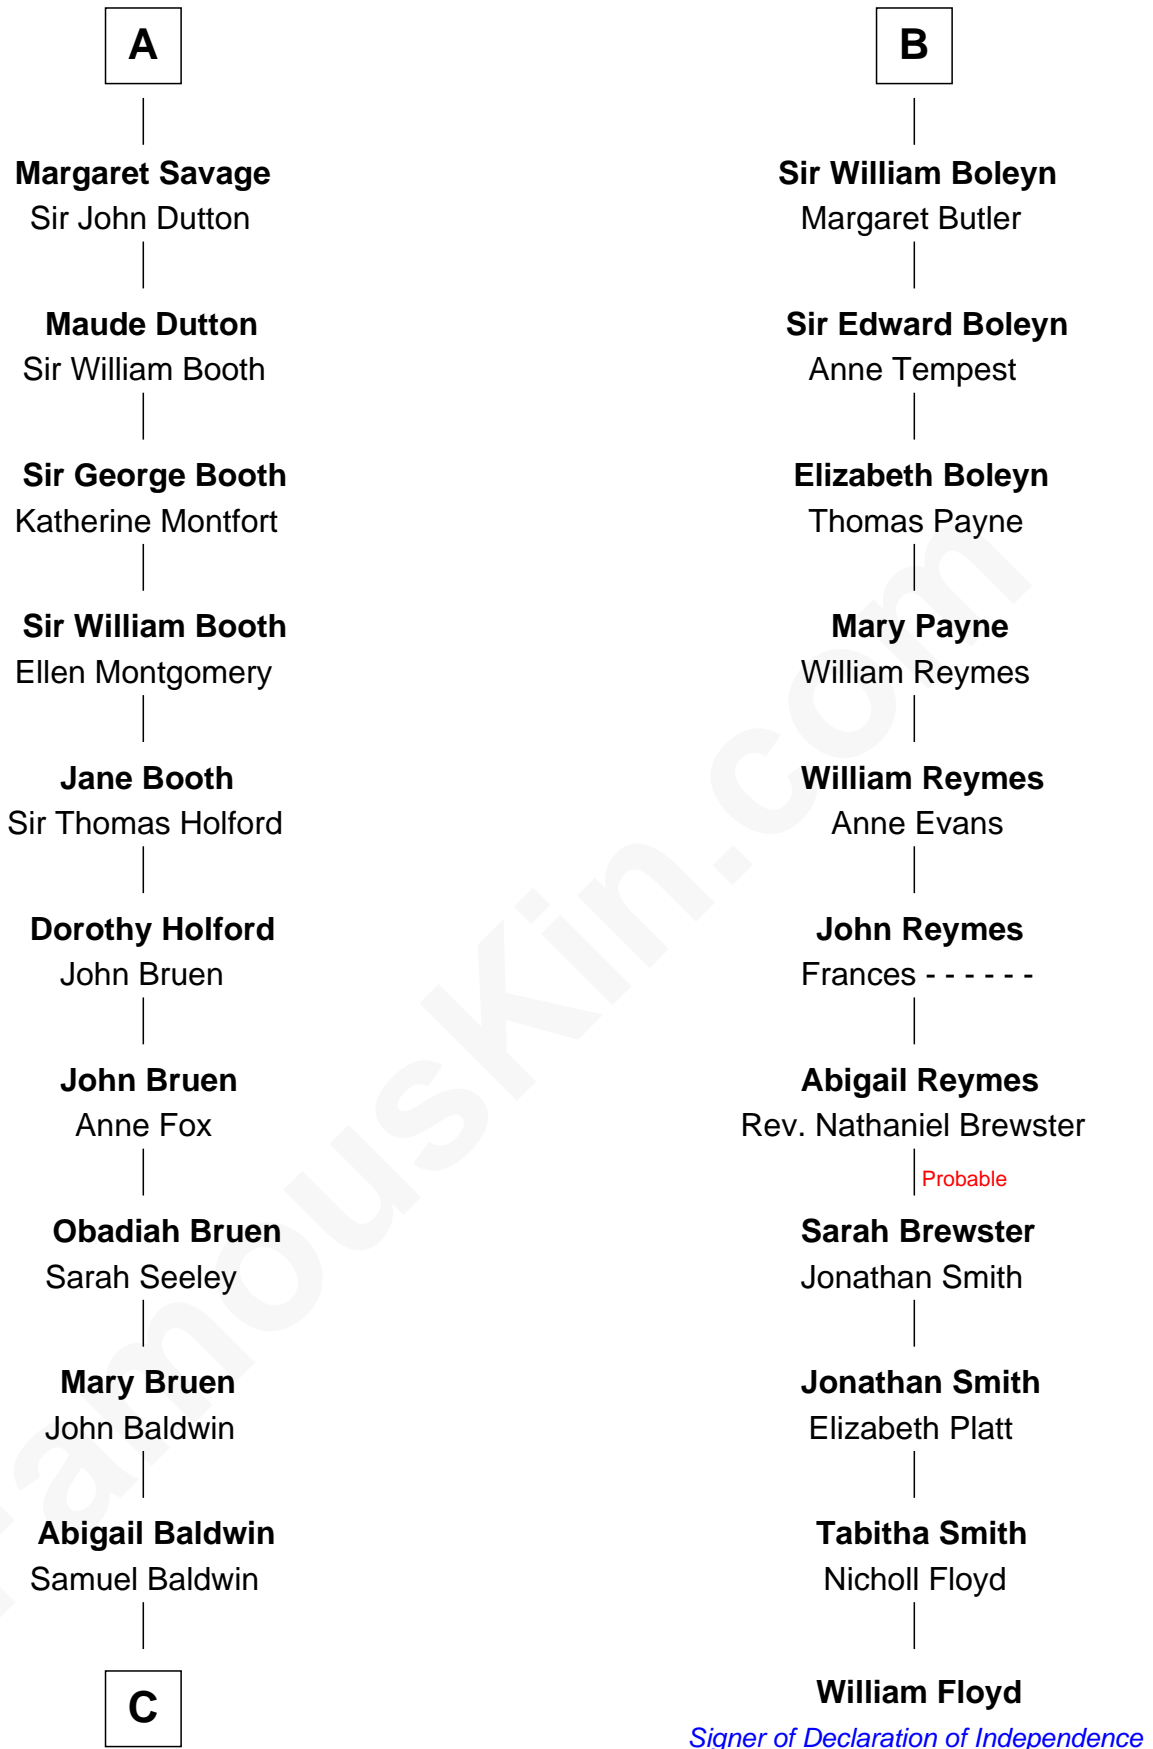 A
Margaret Savage
Sir John Dutton
Maude Dutton
Sir William Booth
Sir George Booth
Katherine Montfort
Sir William Booth
Ellen Montgomery
Jane Booth
Sir Thomas Holford
Dorothy Holford
John Bruen
John Bruen
Anne Fox
Obadiah Bruen
Sarah Seeley
Mary Bruen
John Baldwin
Abigail Baldwin
Samuel Baldwin
C
B
Sir William Boleyn
Margaret Butler
Sir Edward Boleyn
Anne Tempest
Elizabeth Boleyn
Thomas Payne
Mary Payne
William Reymes
William Reymes
Anne Evans
John Reymes
Frances - - - - - -
Abigail Reymes
Rev. Nathaniel Brewster
Probable
Sarah Brewster
Jonathan Smith
Jonathan Smith
Elizabeth Platt
Tabitha Smith
Nicholl Floyd
William Floyd
Signer of Declaration of Independence
FamousKin.com